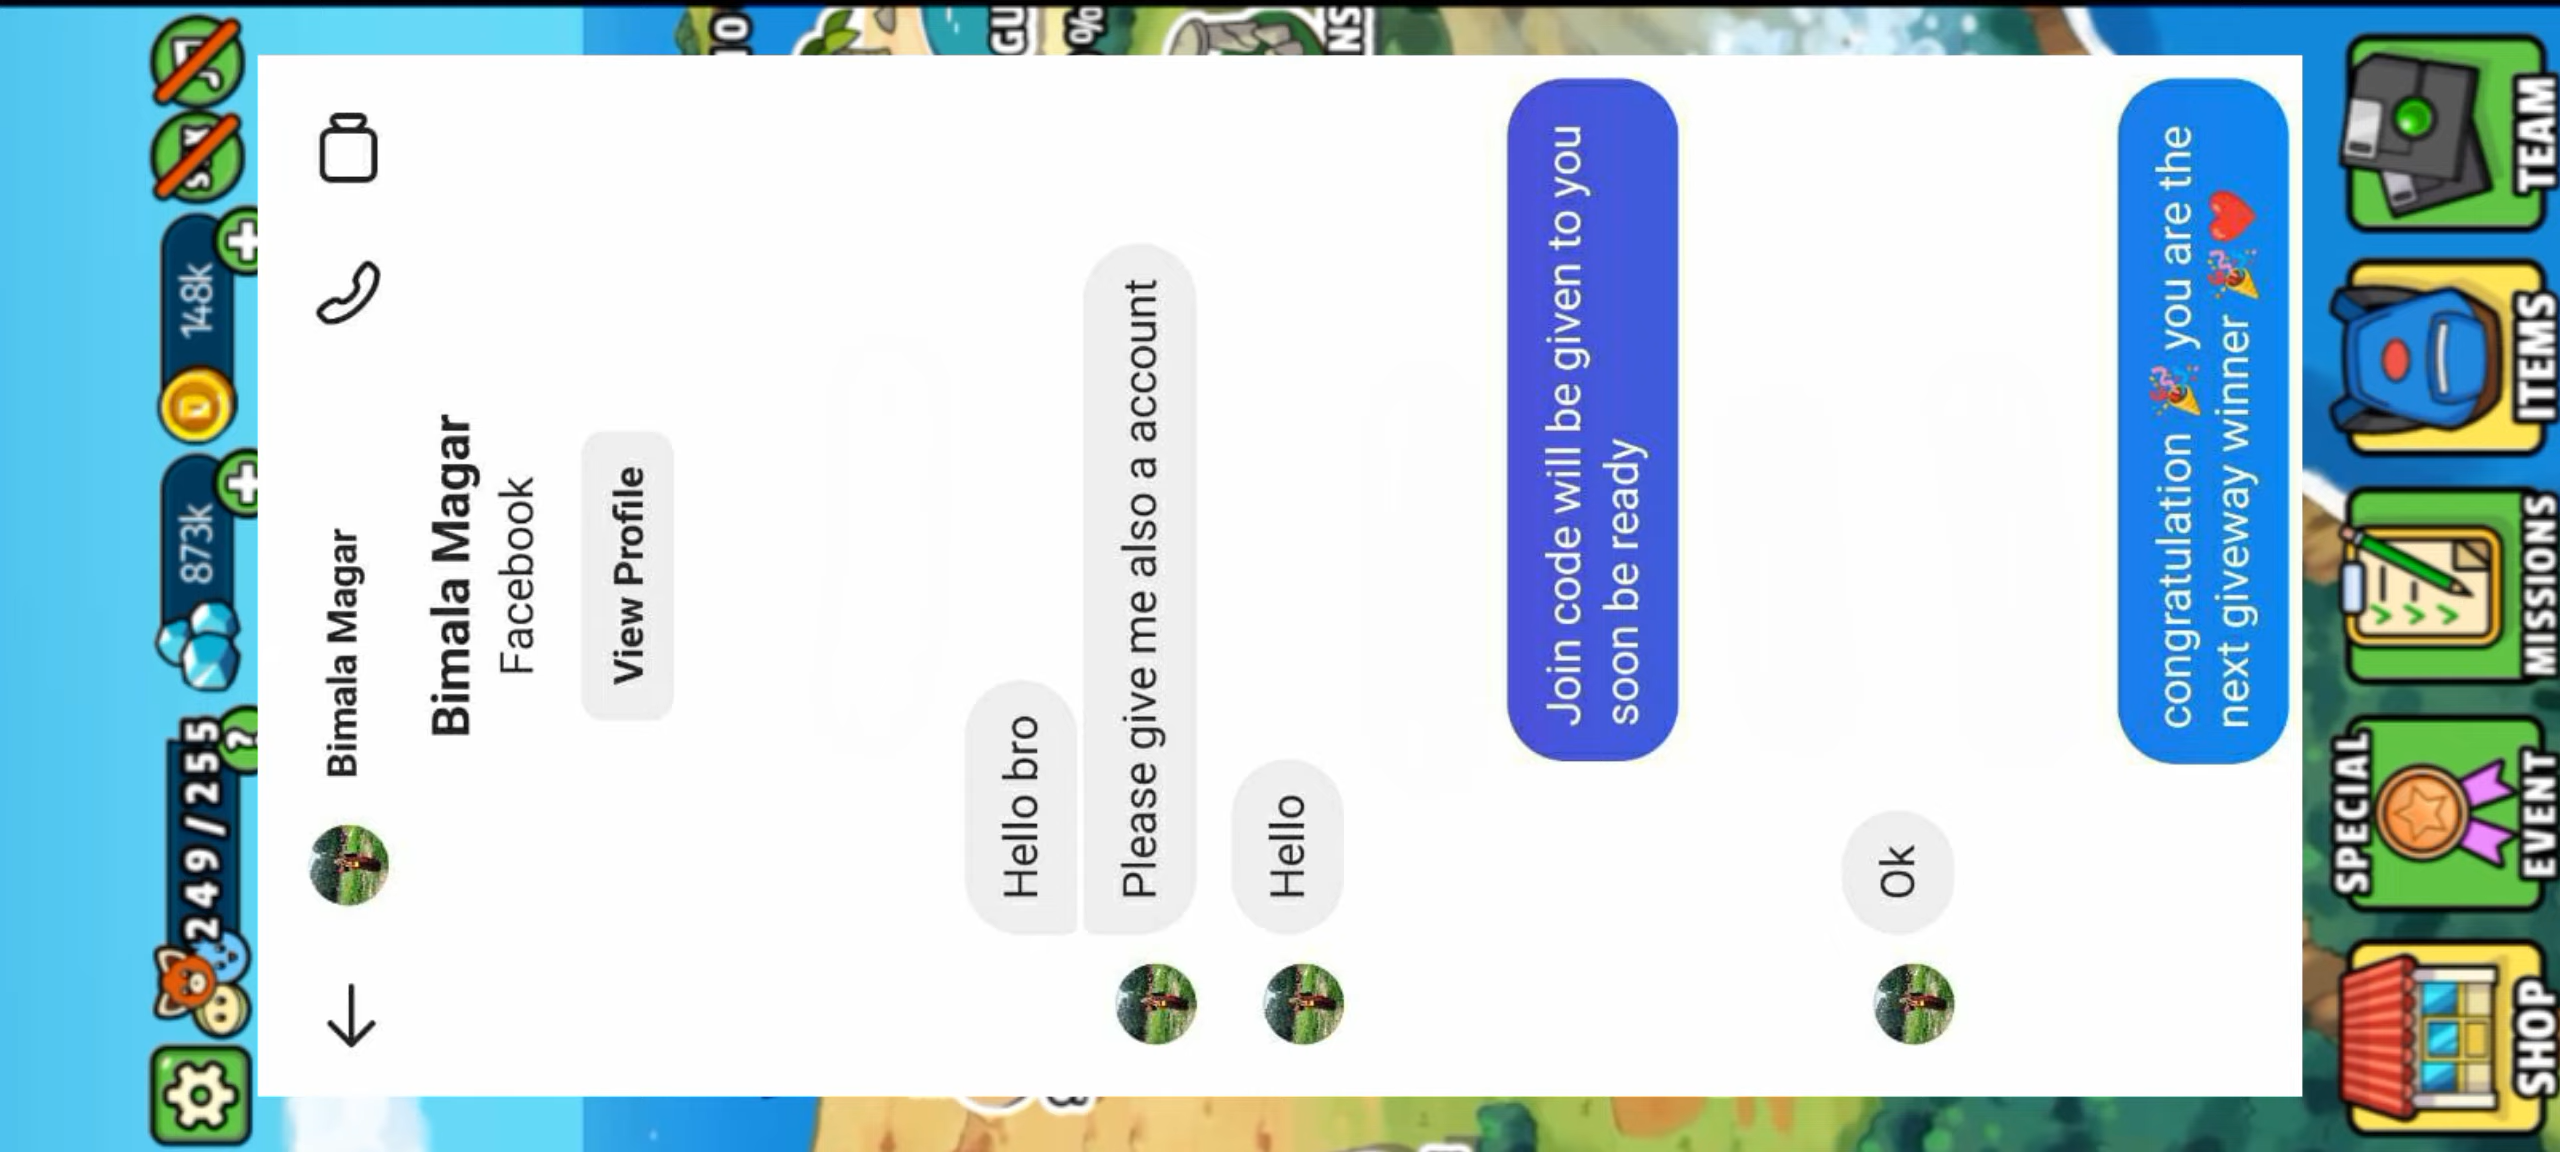 249/255
?
873k
148k
Bimala Magar
Bimala Magar
Facebook
View Profile
Hello bro
Please give me also a account
Hello
Join code will be given to you
soon be ready
Ok
congratulation 🎉 you are the
next giveway winner 🎉❤️
SHOP
SPECIAL
EVENT
MISSIONS
ITEMS
TEAM